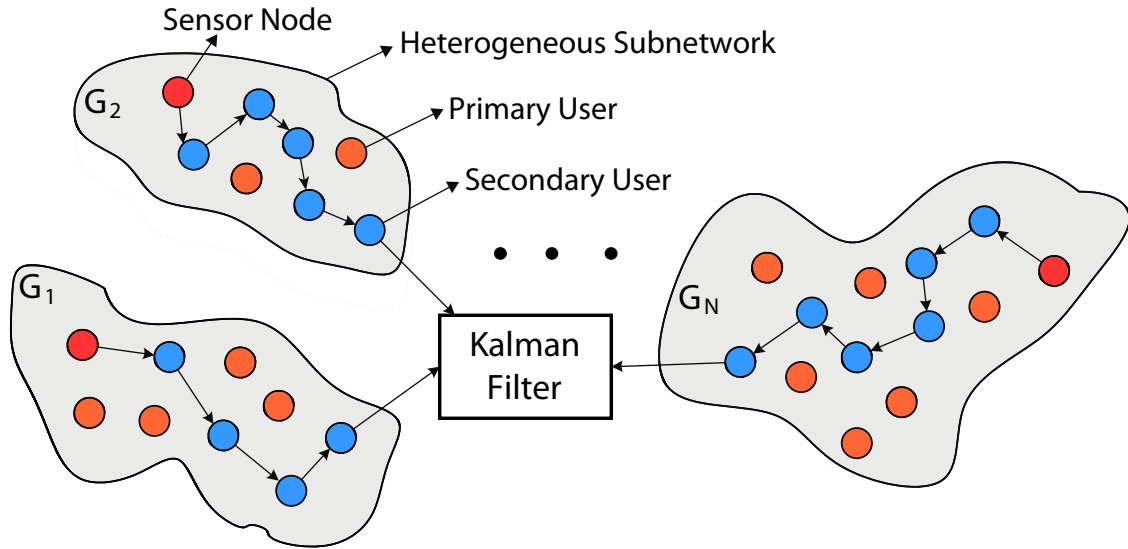 Sensor Node
Heterogeneous Subnetwork
G2
Primary User
Secondary User
G1
GN
Kalman
Filter